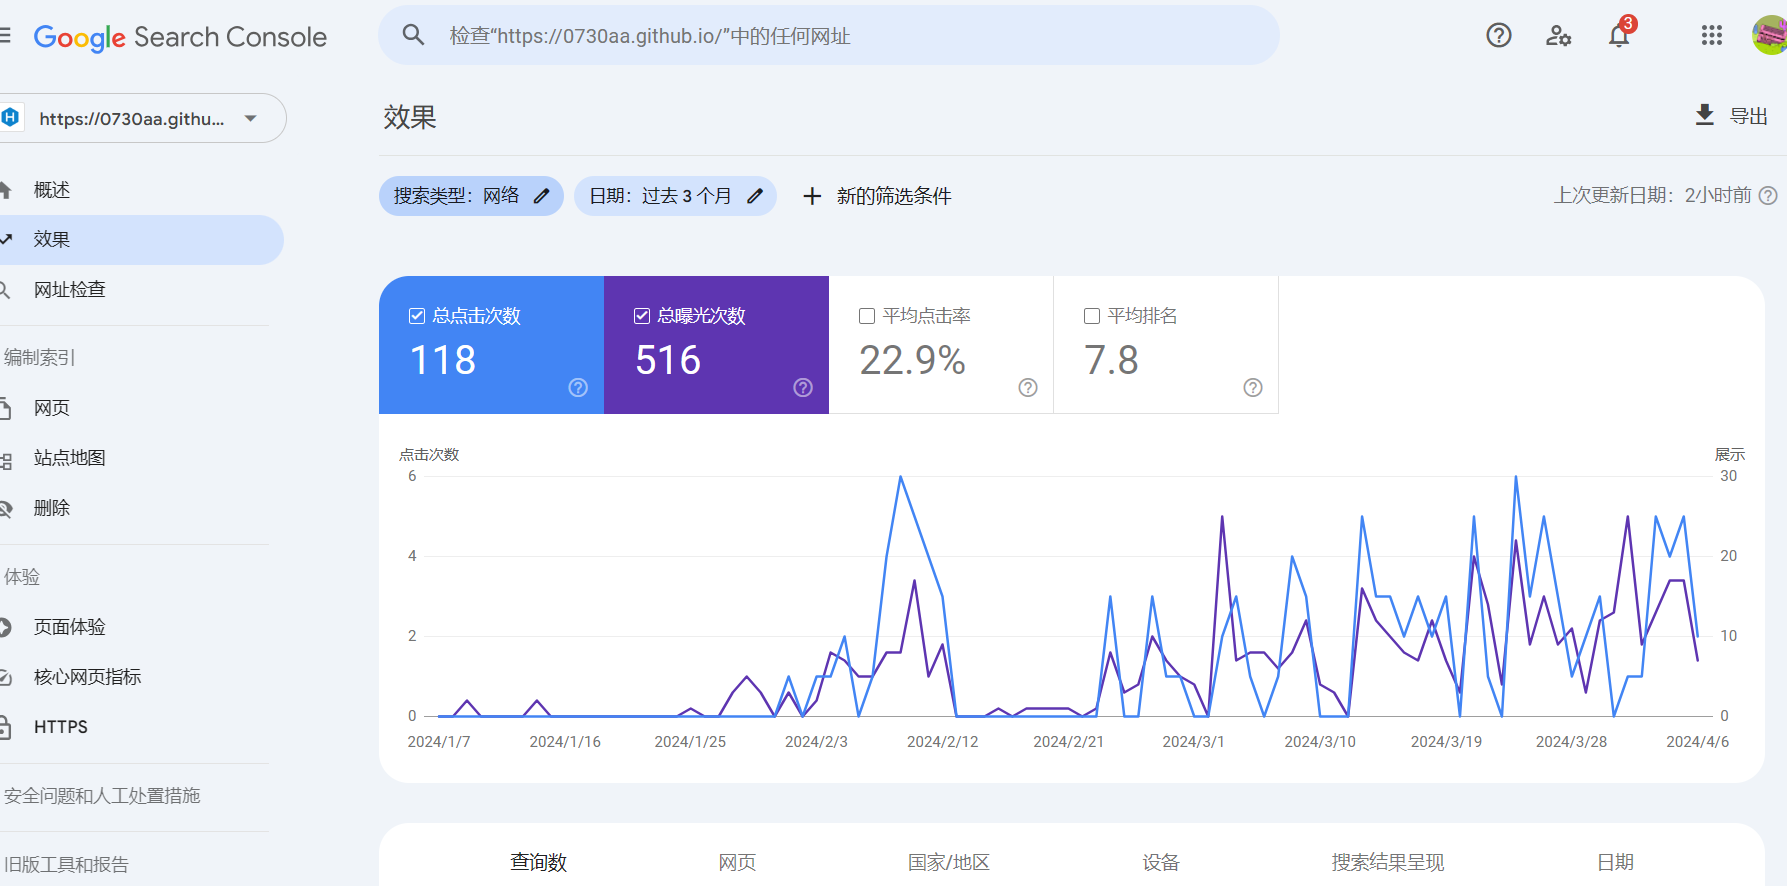 Google Search Console
检查“https://0730aa.github.io/”中的任何网址
3
https://0730aa.githu...
概述
效果
网址检查
编制索引
网页
站点地图
删除
体验
页面体验
核心网页指标
HTTPS
安全问题和人工处置措施
旧版工具和报告
效果
导出
搜索类型：网络
日期：过去 3 个月
新的筛选条件
上次更新日期：2小时前
总点击次数
118
总曝光次数
516
平均点击率
22.9%
平均排名
7.8
点击次数
展示
6
4
2
0
30
20
10
0
2024/1/7
2024/1/16
2024/1/25
2024/2/3
2024/2/12
2024/2/21
2024/3/1
2024/3/10
2024/3/19
2024/3/28
2024/4/6
查询数
网页
国家/地区
设备
搜索结果呈现
日期